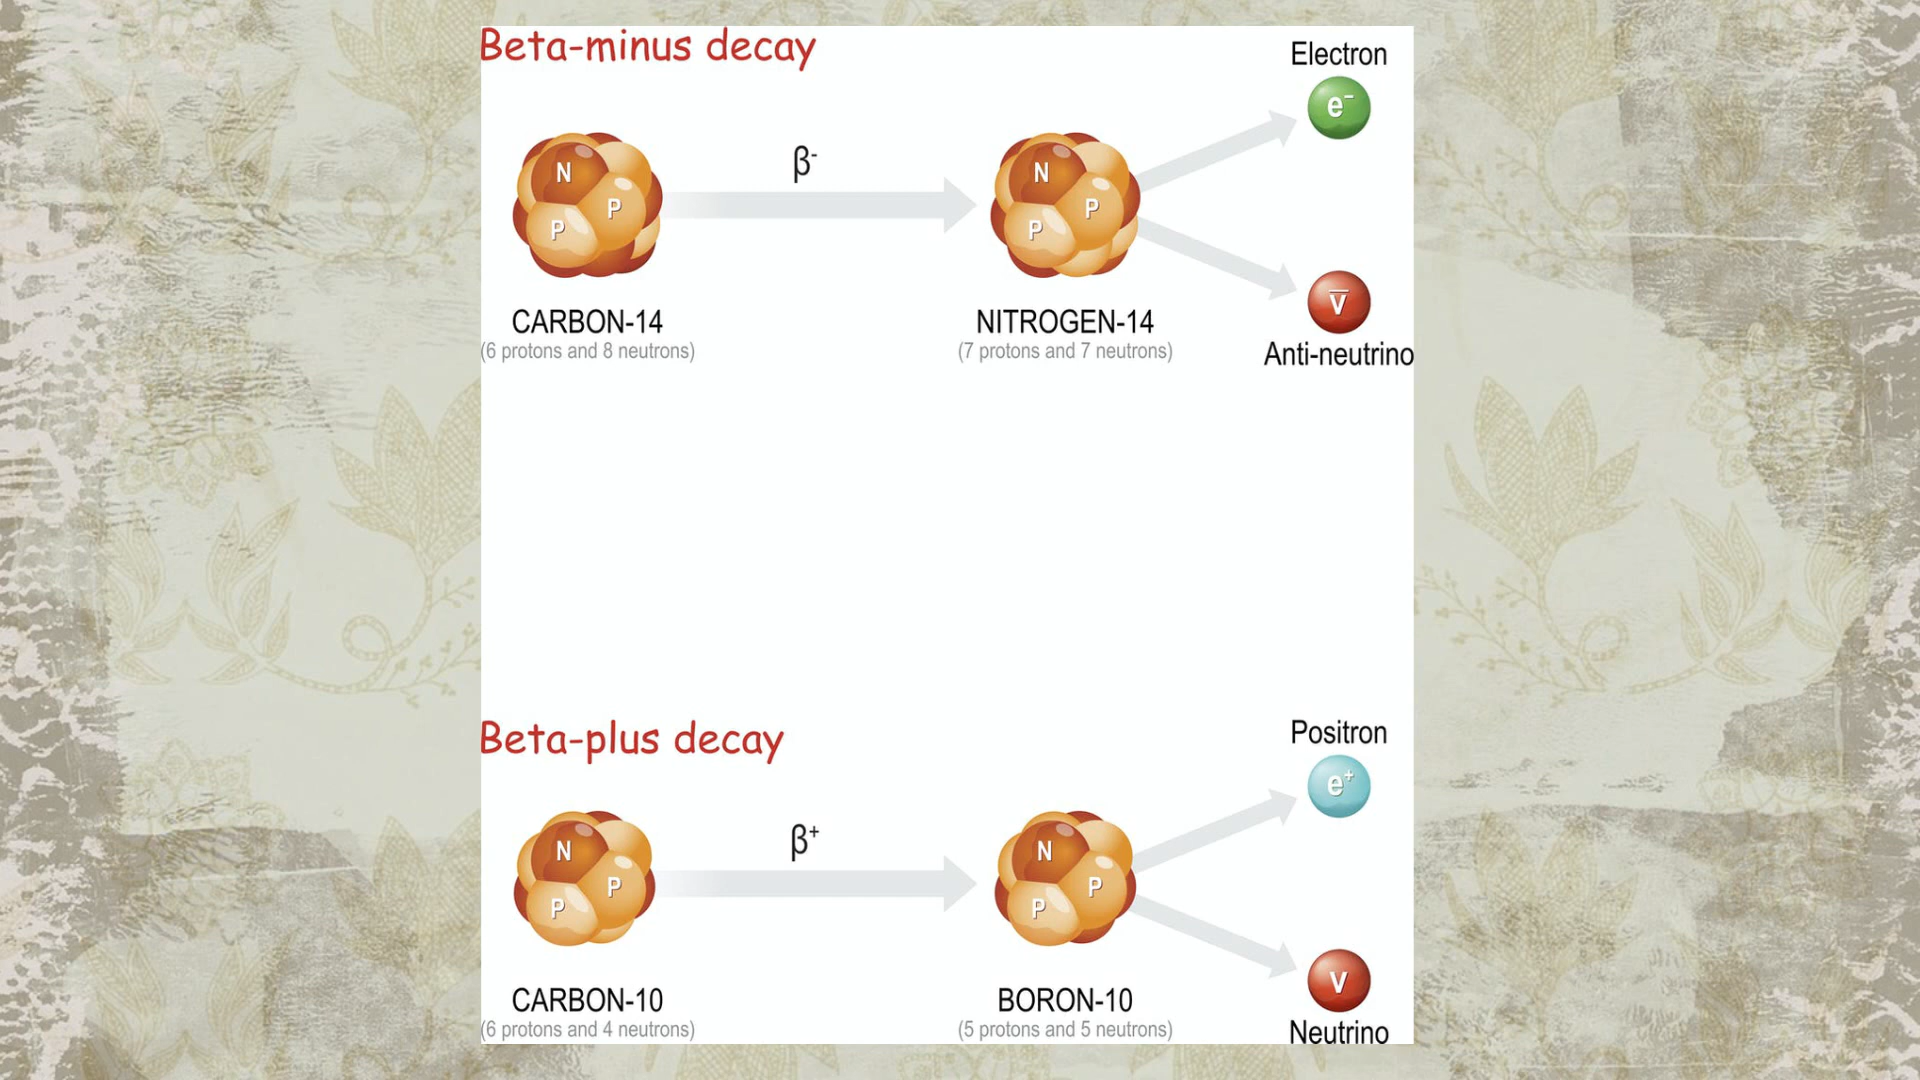 Beta-minus decay
Electron
e⁻
β⁻
N
P
P
N
P
P
v̅
CARBON-14
NITROGEN-14
(6 protons and 8 neutrons)
(7 protons and 7 neutrons)
Anti-neutrino
Beta-plus decay
Positron
e⁺
β⁺
N
P
P
N
P
P
v
CARBON-10
BORON-10
(6 protons and 4 neutrons)
(5 protons and 5 neutrons)
Neutrino